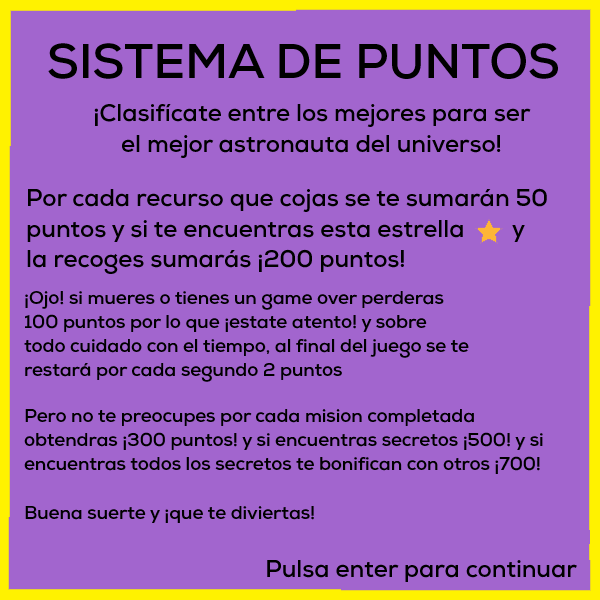 SISTEMA DE PUNTOS
¡Clasifícate entre los mejores para ser
el mejor astronauta del universo!
Por cada recurso que cojas se te sumarán 50
puntos y si te encuentras esta estrella y
la recoges sumarás ¡200 puntos!
¡Ojo! si mueres o tienes un game over perderas
100 puntos por lo que ¡estate atento! y sobre
todo cuidado con el tiempo, al final del juego se te
restará por cada segundo 2 puntos
Pero no te preocupes por cada mision completada
obtendras ¡300 puntos! y si encuentras secretos ¡500! y si
encuentras todos los secretos te bonifican con otros ¡700!
Buena suerte y ¡que te diviertas!
Pulsa enter para continuar